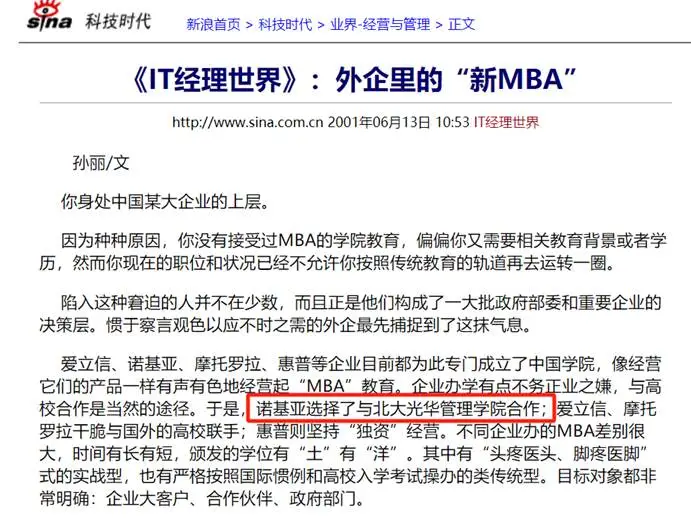 sina 科技时代
新浪首页 > 科技时代 > 业界-经营与管理 > 正文
《IT经理世界》：外企里的“新MBA”
http://www.sina.com.cn 2001年06月13日 10:53 IT经理世界
孙丽/文
你身处中国某大企业的上层。
因为种种原因，你没有接受过MBA的学院教育，偏偏你又需要相关教育背景或者学
历，然而你现在的职位和状况已经不允许你按照传统教育的轨道再去运转一圈。
陷入这种窘迫的人并不在少数，而且正是他们构成了一大批政府部委和重要企业的
决策层。惯于察言观色以应不时之需的外企最先捕捉到了这抹气息。
爱立信、诺基亚、摩托罗拉、惠普等企业目前都为此专门成立了中国学院，像经营
它们的产品一样有声有色地经营起“MBA”教育。企业办学有点不务正业之嫌，与高
校合作是当然的途径。于是，诺基亚选择了与北大光华管理学院合作；爱立信、摩托
罗拉干脆与国外的高校联手；惠普则坚持“独资”经营。不同企业办的MBA差别很
大，时间有长有短，颁发的学位有“土”有“洋”。其中有“头疼医头、脚疼医脚”
式的实战型，也有严格按照国际惯例和高校入学考试操办的类传统型。目标对象都非
常明确：企业大客户、合作伙伴、政府部门。